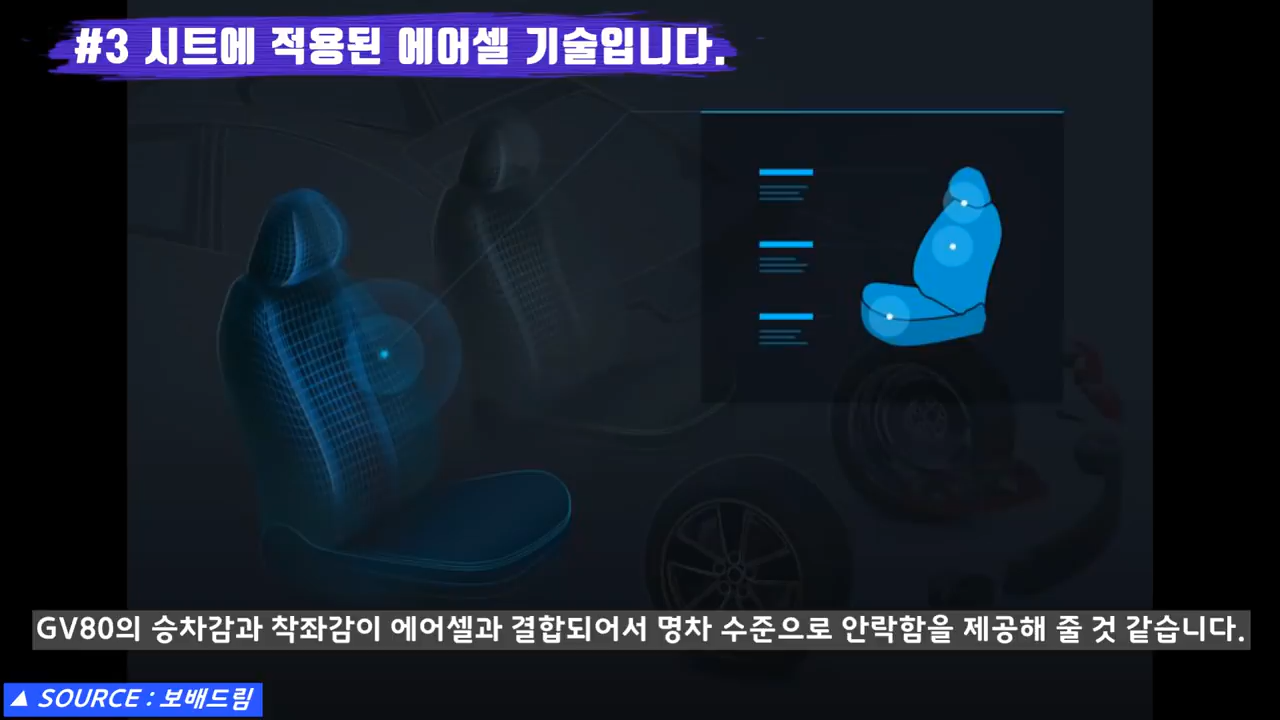 #3 시트에 적용된 에어셀 기술입니다.
GV80의 승차감과 착좌감이 에어셀과 결합되어서 명차 수준으로 안락함을 제공해 줄 것 같습니다.
▲ SOURCE : 보배드림